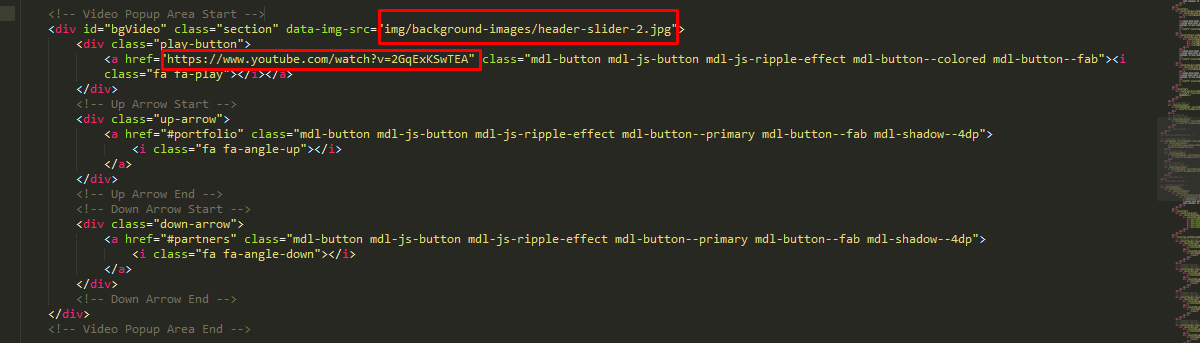 <!-- Video Popup Area Start -->
<div id="bgVideo" class="section" data-img-src="img/background-images/header-slider-2.jpg">
<div class="play-button">
<a href="https://www.youtube.com/watch?v=2GqExKSwTEA" class="mdl-button mdl-js-button mdl-js-ripple-effect mdl-button--colored mdl-button--fab"><i
class="fa fa-play"></i></a>
</div>
<!-- Up Arrow Start -->
<div class="up-arrow">
<a href="#portfolio" class="mdl-button mdl-js-button mdl-js-ripple-effect mdl-button--primary mdl-button--fab mdl-shadow--4dp">
<i class="fa fa-angle-up"></i>
</a>
</div>
<!-- Up Arrow End -->
<!-- Down Arrow Start -->
<div class="down-arrow">
<a href="#partners" class="mdl-button mdl-js-button mdl-js-ripple-effect mdl-button--primary mdl-button--fab mdl-shadow--4dp">
<i class="fa fa-angle-down"></i>
</a>
</div>
<!-- Down Arrow End -->
</div>
<!-- Video Popup Area End -->